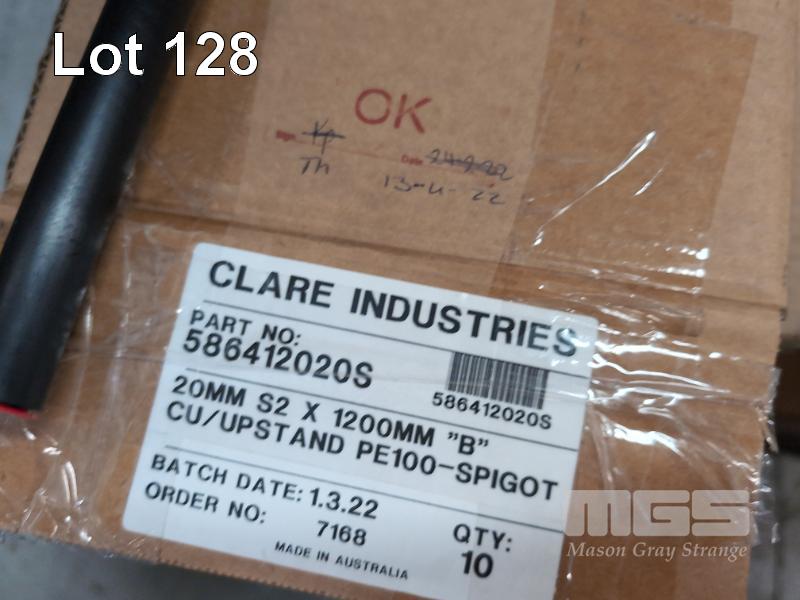 Lot 128
OK
Th
13-4-22
CLARE INDUSTRIES
PART NO:
586412020S
586412020S
20MM S2 X 1200MM "B"
CU/UPSTAND PE100-SPIGOT
BATCH DATE: 1.3.22
ORDER NO: 7168
QTY:
10
MADE IN AUSTRALIA
MGS
Mason Gray Strange